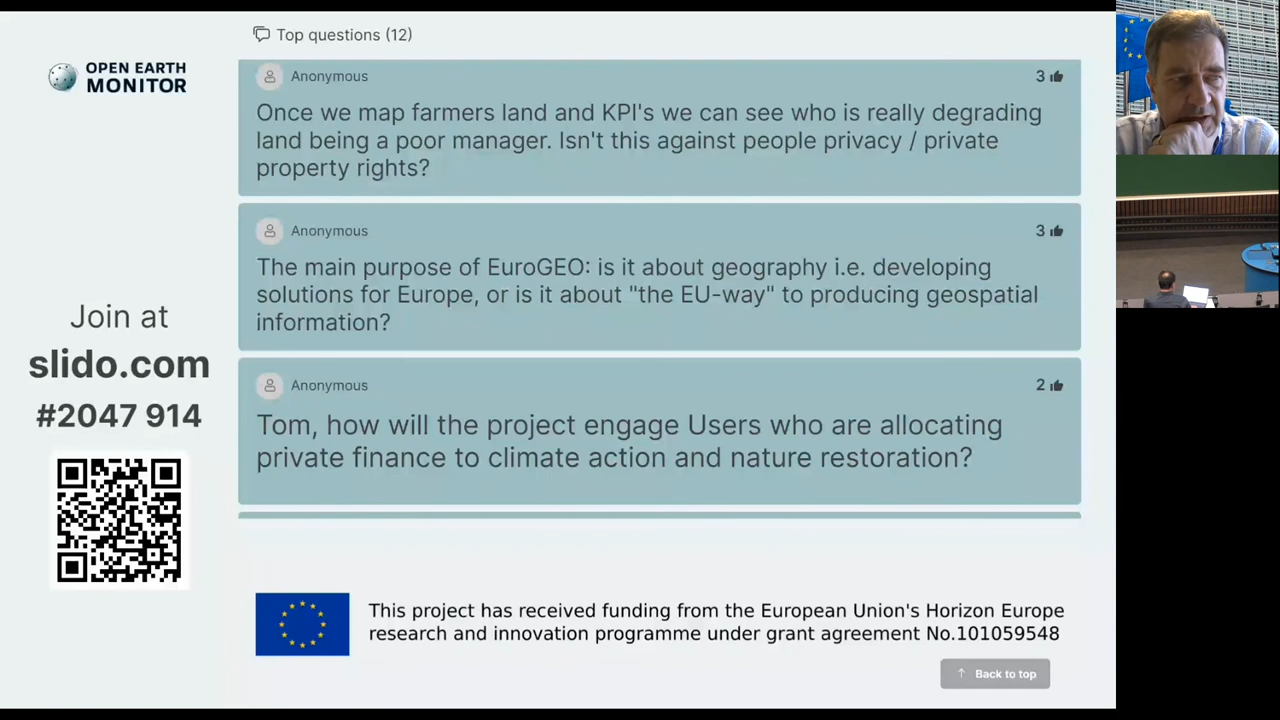 Top questions (12)
OPEN EARTH
MONITOR
Anonymous
3
Once we map farmers land and KPI's we can see who is really degrading
land being a poor manager. Isn't this against people privacy / private
property rights?
Anonymous
3
The main purpose of EuroGEO: is it about geography i.e. developing
solutions for Europe, or is it about "the EU-way" to producing geospatial
information?
Anonymous
2
Tom, how will the project engage Users who are allocating
private finance to climate action and nature restoration?
Join at
slido.com
#2047 914
This project has received funding from the European Union's Horizon Europe
research and innovation programme under grant agreement No.101059548
Back to top